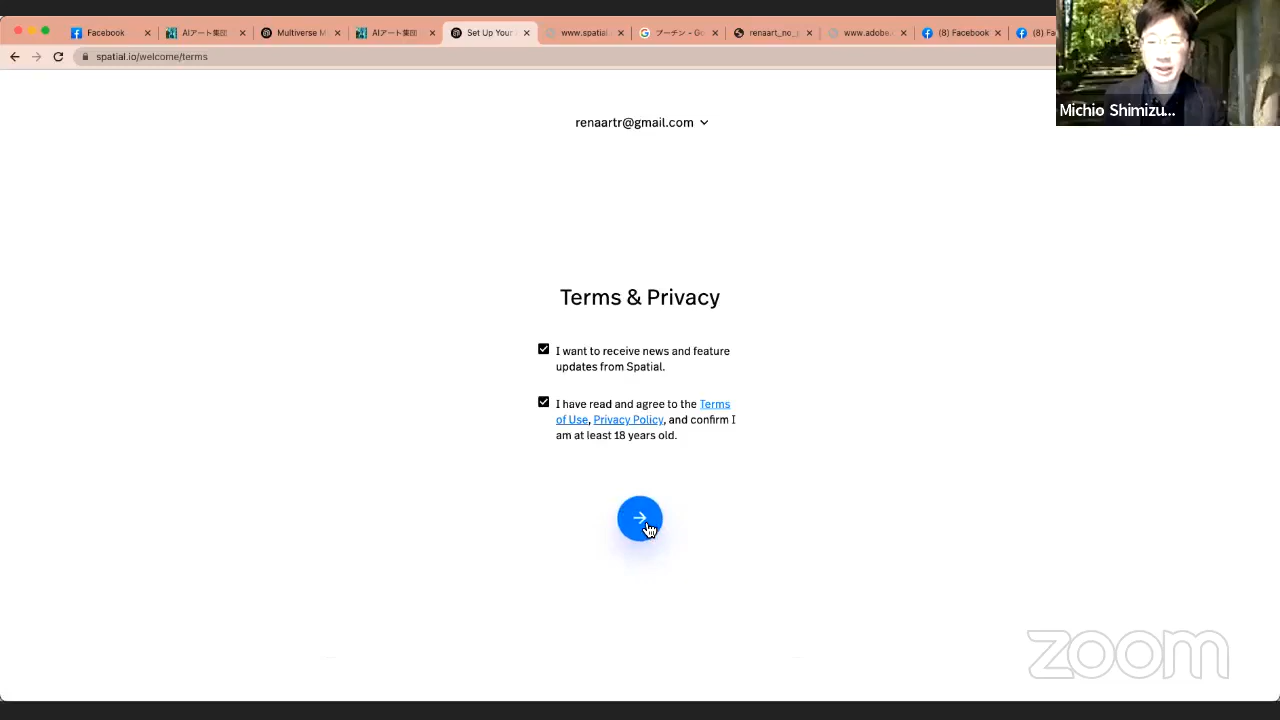 Facebook
AIアート集団
Multiverse M
AIアート集団
Set Up Your
www.spatial
プーチン - Go
renaart_no_
www.adobe.
(8) Facebook
(8) Fa
spatial.io/welcome/terms
Michio Shimizu...
renaartr@gmail.com
Terms & Privacy
I want to receive news and feature
updates from Spatial.
I have read and agree to the Terms
of Use, Privacy Policy, and confirm I
am at least 18 years old.
zoom